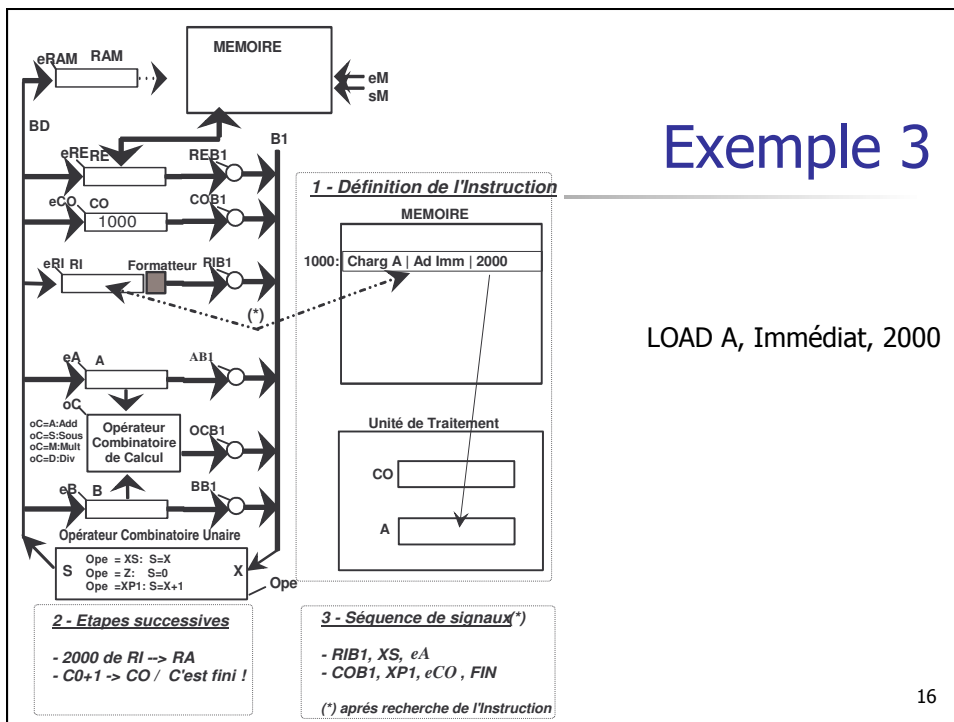 Exemple 3
LOAD A, Immédiat, 2000
eRAM RAM
MEMOIRE
eM
sM
BD
B1
eRE RE
REB1
eCO CO
COB1
1000
eRI RI
Formatteur
RIB1
(*)
eA A
AB1
oC
oC=A:Add
oC=S:Sous
oC=M:Mult
oC=D:Div
Opérateur
Combinatoire
de Calcul
OCB1
eB B
BB1
Opérateur Combinatoire Unaire
S
Ope = XS: S=X
Ope = Z: S=0
Ope =XP1: S=X+1
X
Ope
1 - Définition de l'Instruction
MEMOIRE
1000: Charg A | Ad Imm | 2000
Unité de Traitement
CO
A
2 - Etapes successives
- 2000 de RI --> RA
- C0+1 -> CO / C'est fini !
3 - Séquence de signaux(*)
- RIB1, XS, eA
- COB1, XP1, eCO , FIN
(*) aprés recherche de l'Instruction
16